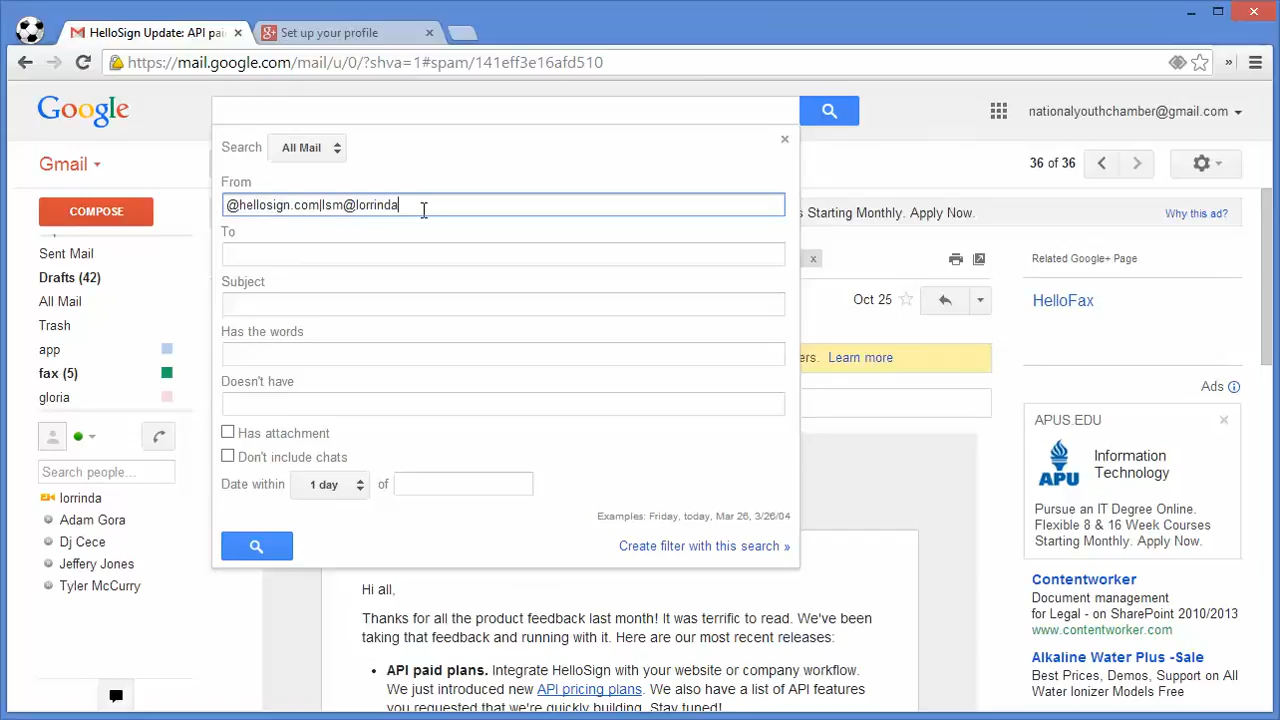 HelloSign Update: API pai
Set up your profile
https://mail.google.com/mail/u/0/?shva=1#spam/141eff3e16afd510
Google
nationalyouthchamber@gmail.com
Search All Mail
Gmail
36 of 36
From
COMPOSE
@hellosign.com|lsm@lorrinda
s Starting Monthly. Apply Now.
Why this ad?
To
Sent Mail
Related Google+ Page
Drafts (42)
Subject
All Mail
Oct 25
HelloFax
Trash
Has the words
app
ers. Learn more
fax (5)
Doesn't have
Ads
gloria
APUS.EDU
Has attachment
Information
Technology
Don't include chats
Search people...
Date within 1 day of
lorrinda
Pursue an IT Degree Online.
Flexible 8 & 16 Week Courses
Starting Monthly. Apply Now.
Adam Gora
Examples: Friday, today, Mar 26, 3/26/04
Dj Cece
Create filter with this search »
Jeffery Jones
Tyler McCurry
Contentworker
Hi all,
Document management
for Legal - on SharePoint 2010/2013
www.contentworker.com
Thanks for all the product feedback last month! It was terrific to read. We've been
taking that feedback and running with it. Here are our most recent releases:
Alkaline Water Plus -Sale
API paid plans. Integrate HelloSign with your website or company workflow.
Best Prices, Demos, Support on All
We just introduced new API pricing plans. We also have a list of API features
Water Ionizer Models Free
you requested that we're quickly building. Stay tuned!